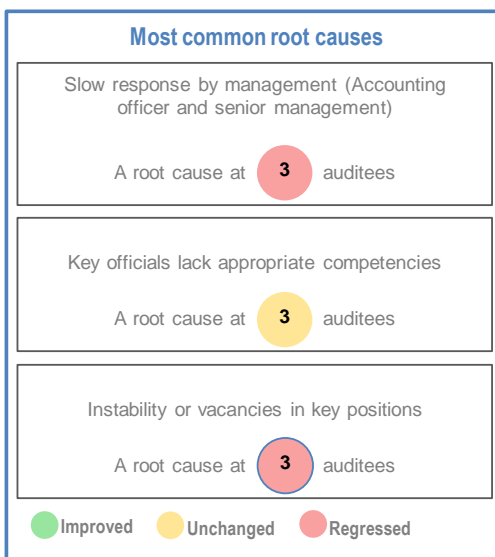 Most common root causes
Slow response by management (Accounting
officer and senior management)
A root cause at 3 auditees
Key officials lack appropriate competencies
A root cause at 3 auditees
Instability or vacancies in key positions
A root cause at 3 auditees
Improved Unchanged Regressed